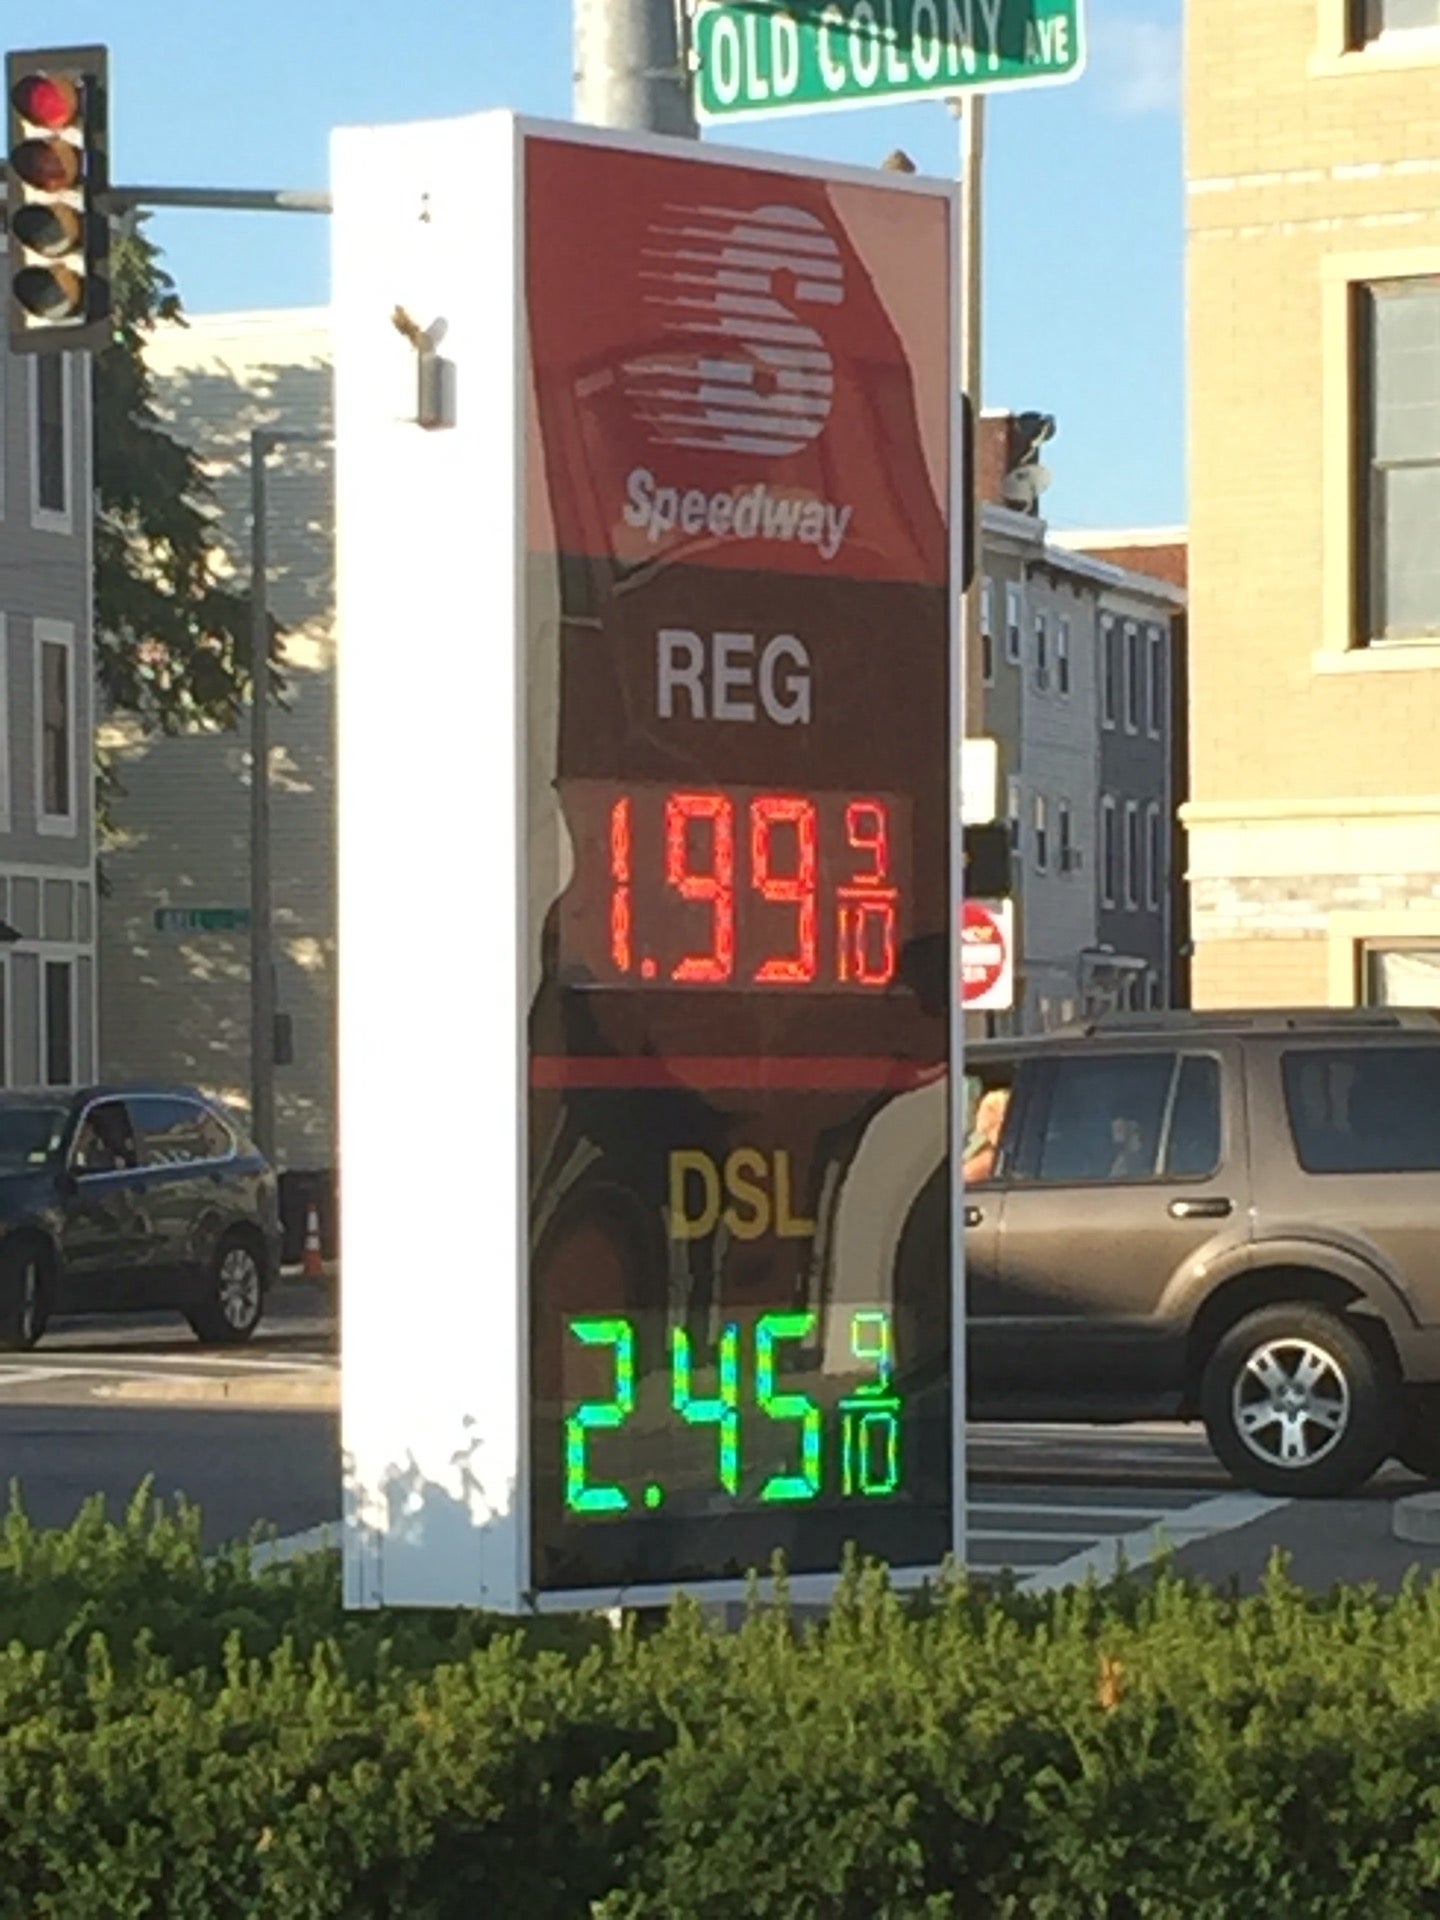 OLD COLONY AVE
S
Speedway
REG
1.99 9/10
DSL
2.45 9/10